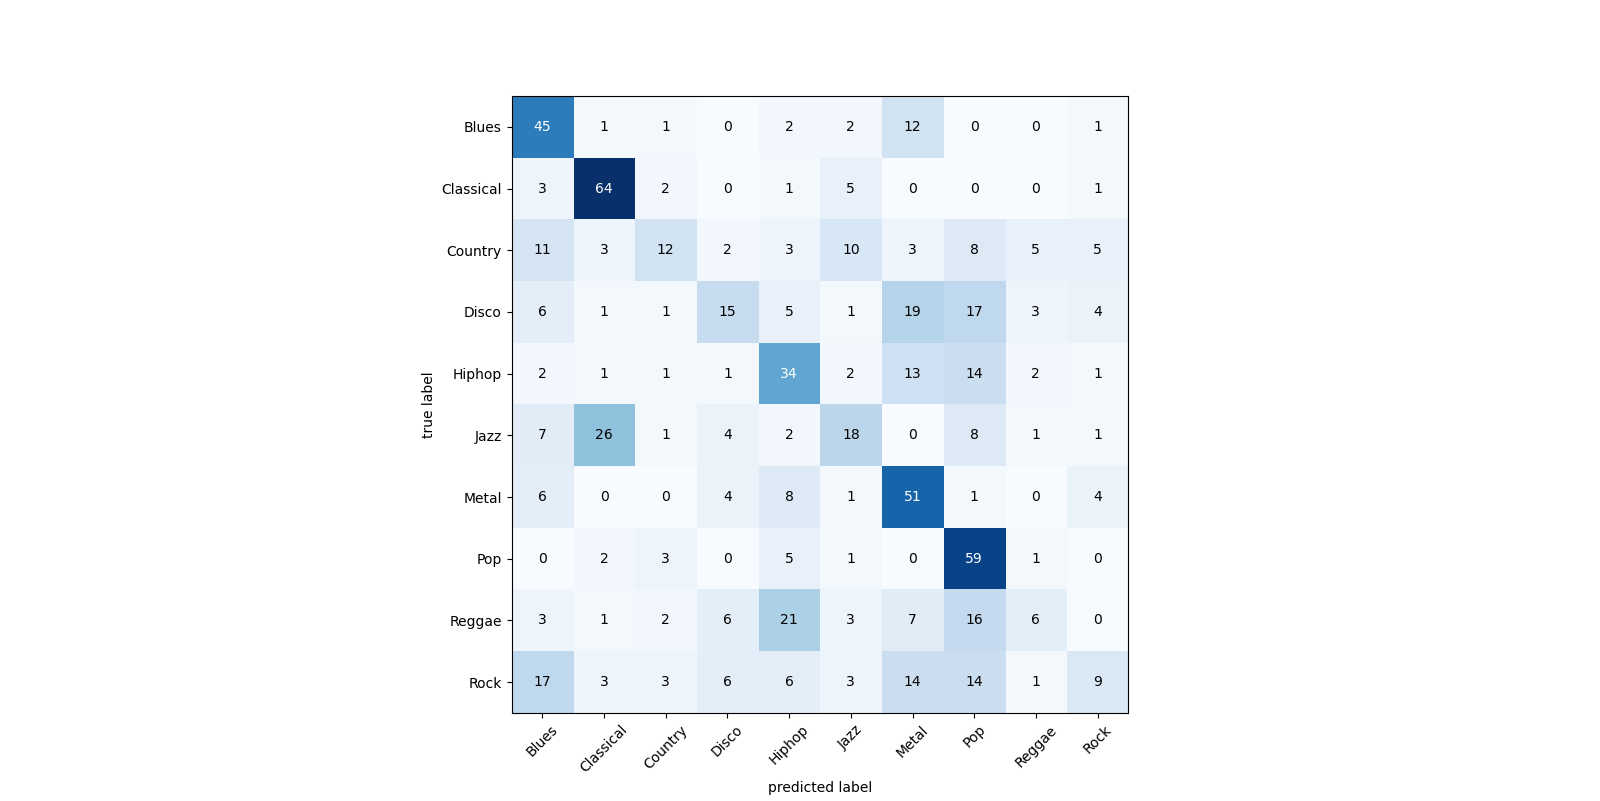 Blues 45 1 1 0 2 2 12 0 0 1
Classical 3 64 2 0 1 5 0 0 0 1
Country 11 3 12 2 3 10 3 8 5 5
Disco 6 1 1 15 5 1 19 17 3 4
Hiphop 2 1 1 1 34 2 13 14 2 1
true label
Jazz 7 26 1 4 2 18 0 8 1 1
Metal 6 0 0 4 8 1 51 1 0 4
Pop 0 2 3 0 5 1 0 59 1 0
Reggae 3 1 2 6 21 3 7 16 6 0
Rock 17 3 3 6 6 3 14 14 1 9
Blues Classical Country Disco Hiphop Jazz Metal Pop Reggae Rock
predicted label